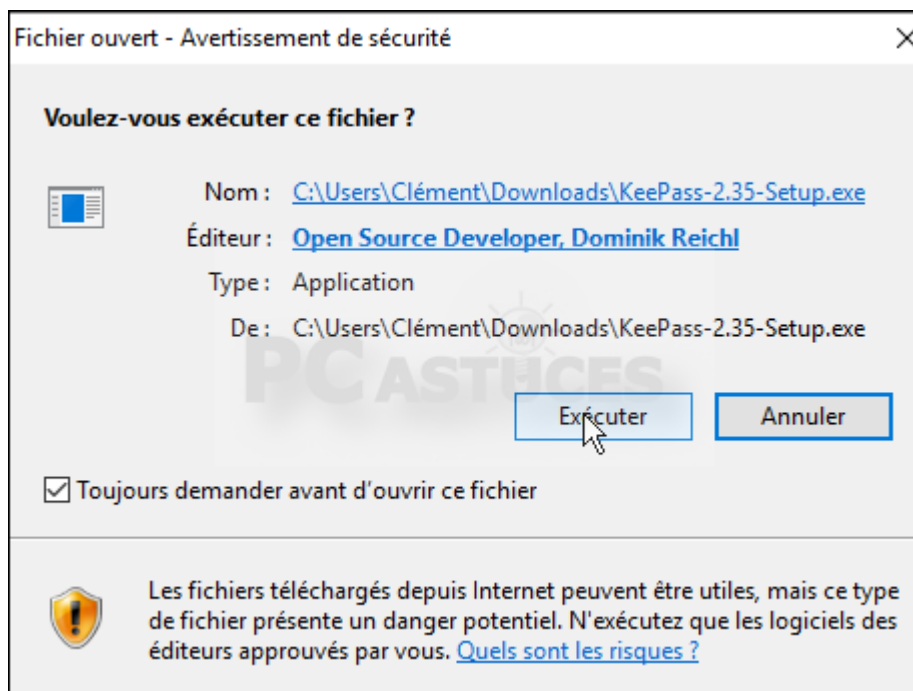 Fichier ouvert - Avertissement de sécurité
Voulez-vous exécuter ce fichier ?
Nom : C:\Users\Clément\Downloads\KeePass-2.35-Setup.exe
Éditeur : Open Source Developer, Dominik Reichl
Type : Application
De : C:\Users\Clément\Downloads\KeePass-2.35-Setup.exe
PC ASTUCES
Exécuter Annuler
Toujours demander avant d'ouvrir ce fichier
Les fichiers téléchargés depuis Internet peuvent être utiles, mais ce type
de fichier présente un danger potentiel. N'exécutez que les logiciels des
éditeurs approuvés par vous. Quels sont les risques ?